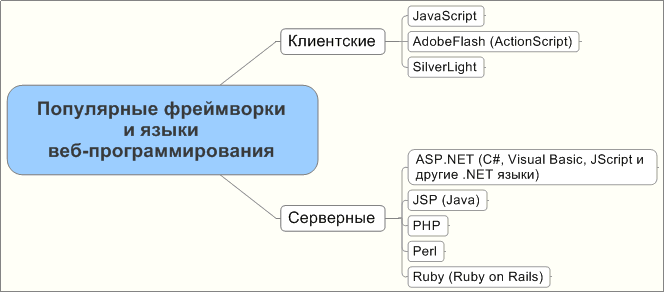 Популярные фреймворки
и языки
веб-программирования
Клиентские
JavaScript
AdobeFlash (ActionScript)
SilverLight
Серверные
ASP.NET (C#, Visual Basic, JScript и
другие .NET языки)
JSP (Java)
PHP
Perl
Ruby (Ruby on Rails)